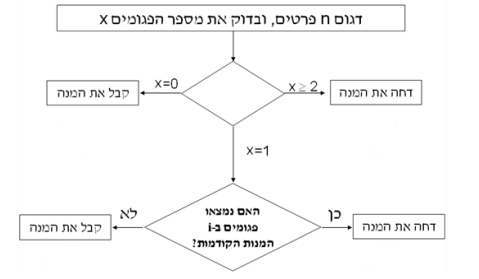 דגום n פרטים, ובדוק את מספר הפגומים x
x=0
x ≥ 2
קבל את המנה
דחה את המנה
x=1
האם נמצאו
פגומים ב-i
המנות הקודמות?
לא
כן
קבל את המנה
דחה את המנה